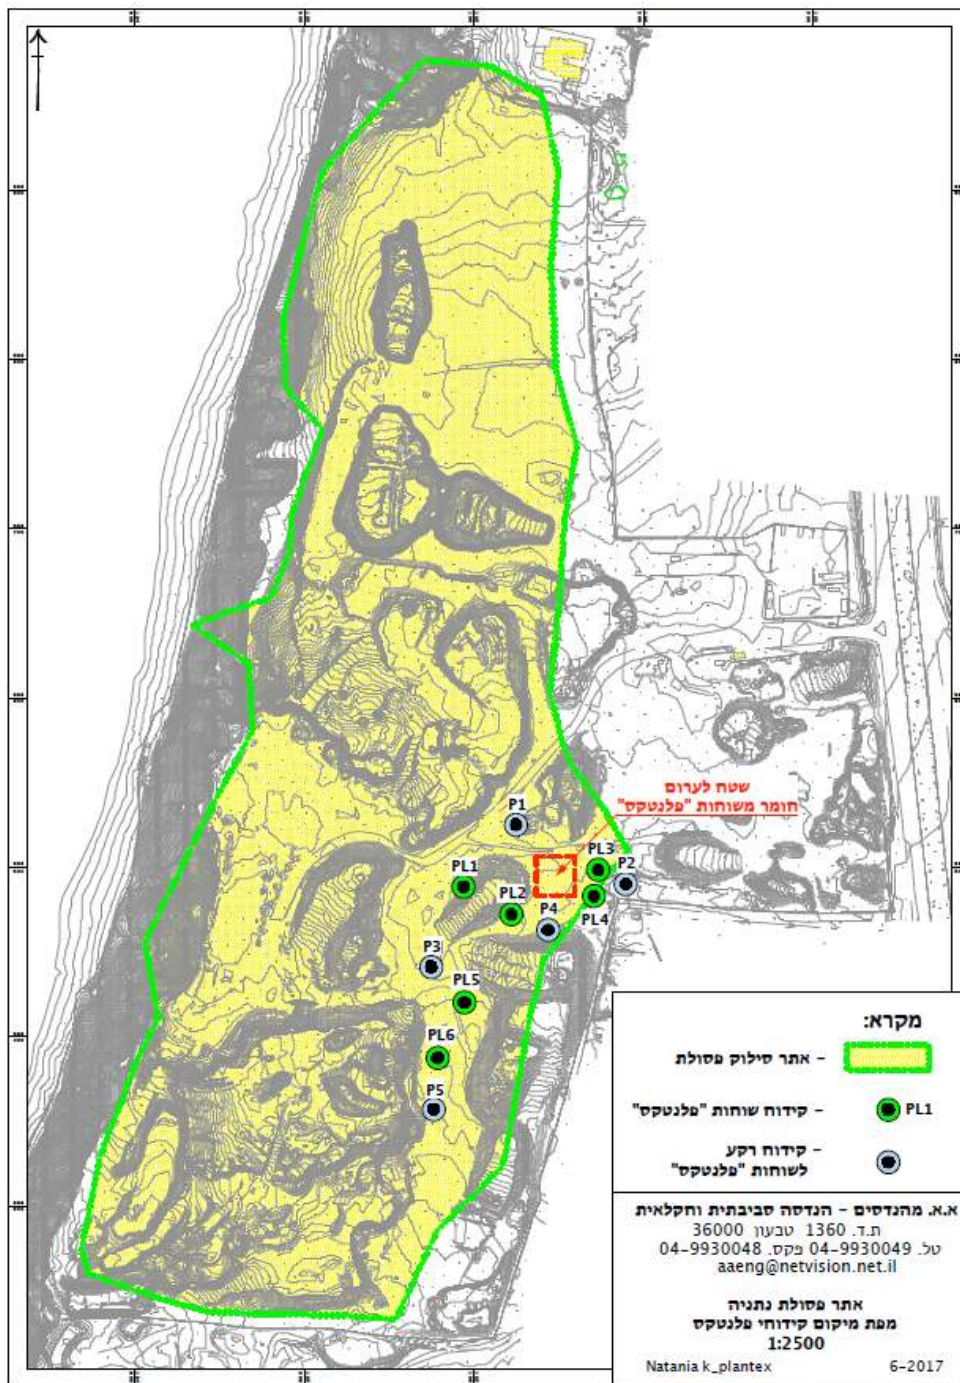 שטח לערום
חומר משוחות "פלנטקס"
P1
PL3
P2
PL1
PL2
P4
PL4
P3
PL5
PL6
P5
מקרא:
- אתר סילוק פסולת
- קידוח שוחות "פלנטקס"
PL1
- קידוח רקע
לשוחות "פלנטקס"
א.א. מהנדסים - הנדסה סביבתית וחקלאית
ת.ד. 1360 טבעון 36000
טל. 04-9930049 פקס. 04-9930048
aaeng@netvision.net.il
אתר פסולת נתניה
מפת מיקום קידוחי פלנטקס
1:2500
Natania k_plantex 6-2017